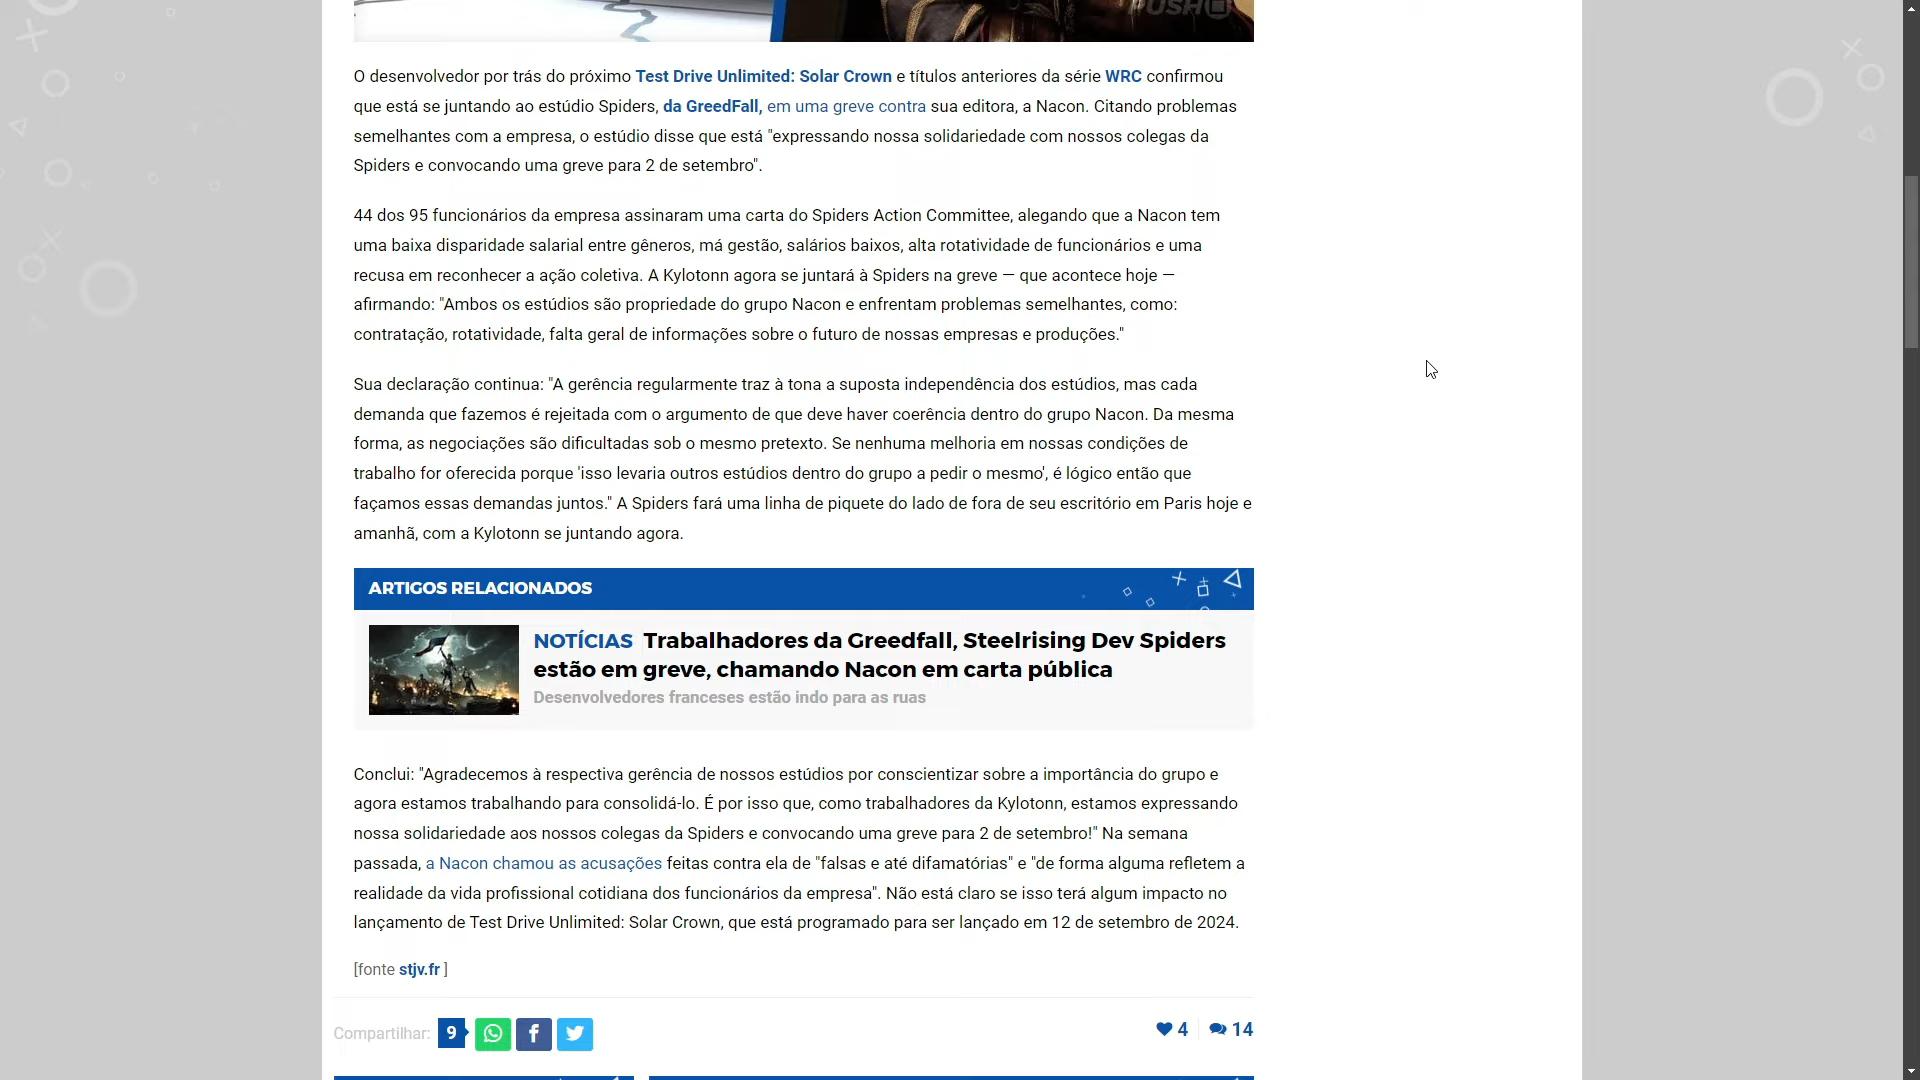 PUSH
O desenvolvedor por trás do próximo Test Drive Unlimited: Solar Crown e títulos anteriores da série WRC confirmou
que está se juntando ao estúdio Spiders, da GreedFall, em uma greve contra sua editora, a Nacon. Citando problemas
semelhantes com a empresa, o estúdio disse que está "expressando nossa solidariedade com nossos colegas da
Spiders e convocando uma greve para 2 de setembro".
44 dos 95 funcionários da empresa assinaram uma carta do Spiders Action Committee, alegando que a Nacon tem
uma baixa disparidade salarial entre gêneros, má gestão, salários baixos, alta rotatividade de funcionários e uma
recusa em reconhecer a ação coletiva. A Kylotonn agora se juntará à Spiders na greve — que acontece hoje —
afirmando: "Ambos os estúdios são propriedade do grupo Nacon e enfrentam problemas semelhantes, como:
contratação, rotatividade, falta geral de informações sobre o futuro de nossas empresas e produções."
Sua declaração continua: "A gerência regularmente traz à tona a suposta independência dos estúdios, mas cada
demanda que fazemos é rejeitada com o argumento de que deve haver coerência dentro do grupo Nacon. Da mesma
forma, as negociações são dificultadas sob o mesmo pretexto. Se nenhuma melhoria em nossas condições de
trabalho for oferecida porque 'isso levaria outros estúdios dentro do grupo a pedir o mesmo', é lógico então que
façamos essas demandas juntos." A Spiders fará uma linha de piquete do lado de fora de seu escritório em Paris hoje e
amanhã, com a Kylotonn se juntando agora.
ARTIGOS RELACIONADOS
NOTÍCIAS Trabalhadores da Greedfall, Steelrising Dev Spiders
estão em greve, chamando Nacon em carta pública
Desenvolvedores franceses estão indo para as ruas
Conclui: "Agradecemos à respectiva gerência de nossos estúdios por conscientizar sobre a importância do grupo e
agora estamos trabalhando para consolidá-lo. É por isso que, como trabalhadores da Kylotonn, estamos expressando
nossa solidariedade aos nossos colegas da Spiders e convocando uma greve para 2 de setembro!" Na semana
passada, a Nacon chamou as acusações feitas contra ela de "falsas e até difamatórias" e "de forma alguma refletem a
realidade da vida profissional cotidiana dos funcionários da empresa". Não está claro se isso terá algum impacto no
lançamento de Test Drive Unlimited: Solar Crown, que está programado para ser lançado em 12 de setembro de 2024.
[fonte stjv.fr ]
Compartilhar: 9
4 14